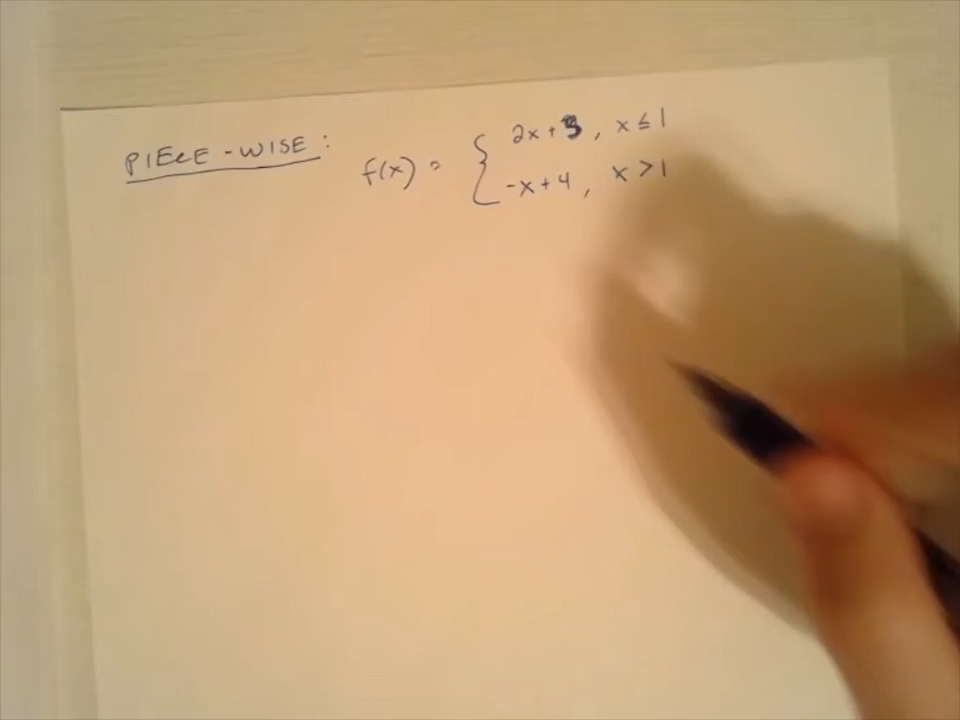 PIEcE-WISE: f(x) = { 2x+3, x≤1
-x+4, x>1